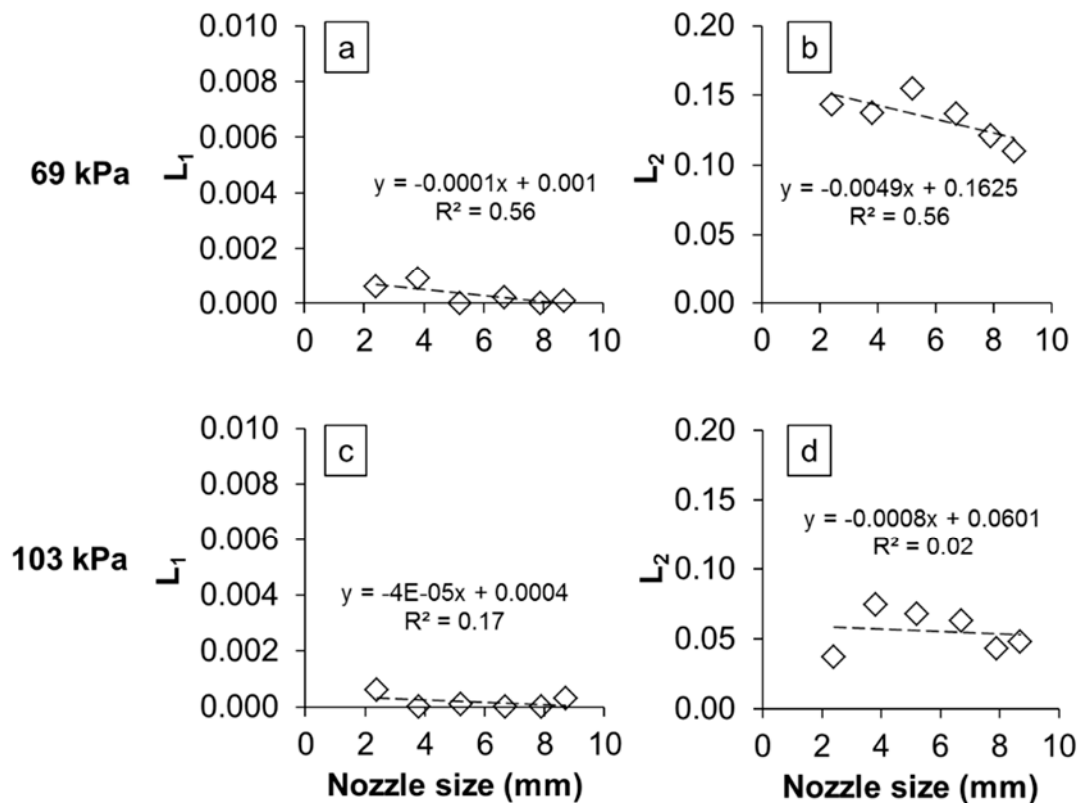 69 kPa
a
L1
0.010
0.008
0.006
0.004
0.002
0.000
y = -0.0001x + 0.001
R² = 0.56
0 2 4 6 8 10
b
L2
0.20
0.15
0.10
0.05
0.00
y = -0.0049x + 0.1625
R² = 0.56
0 2 4 6 8 10
103 kPa
c
L1
0.010
0.008
0.006
0.004
0.002
0.000
y = -4E-05x + 0.0004
R² = 0.17
0 2 4 6 8 10
Nozzle size (mm)
d
L2
0.20
0.15
0.10
0.05
0.00
y = -0.0008x + 0.0601
R² = 0.02
0 2 4 6 8 10
Nozzle size (mm)